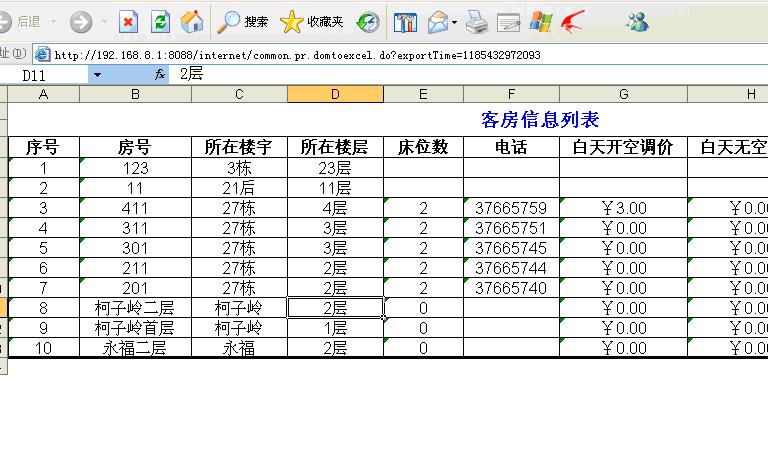 后退 搜索 收藏夹
址(D) http://192.168.8.1:8088/internet/common.pr.domtoexcel.do?exportTime=1185432972093
D11 fx 2层
A B C D E F G H
客房信息列表
序号 房号 所在楼宇 所在楼层 床位数 电话 白天开空调价 白天无空
1 123 3栋 23层
2 11 21后 11层
3 411 27栋 4层 2 37665759 ￥3.00 ￥0.0
4 311 27栋 3层 2 37665751 ￥0.00 ￥0.0
5 301 27栋 3层 2 37665745 ￥0.00 ￥0.0
6 211 27栋 2层 2 37665744 ￥0.00 ￥0.0
7 201 27栋 2层 2 37665740 ￥0.00 ￥0.0
8 柯子岭二层 柯子岭 2层 0 ￥0.00 ￥0.0
9 柯子岭首层 柯子岭 1层 0 ￥0.00 ￥0.0
10 永福二层 永福 2层 0 ￥0.00 ￥0.0